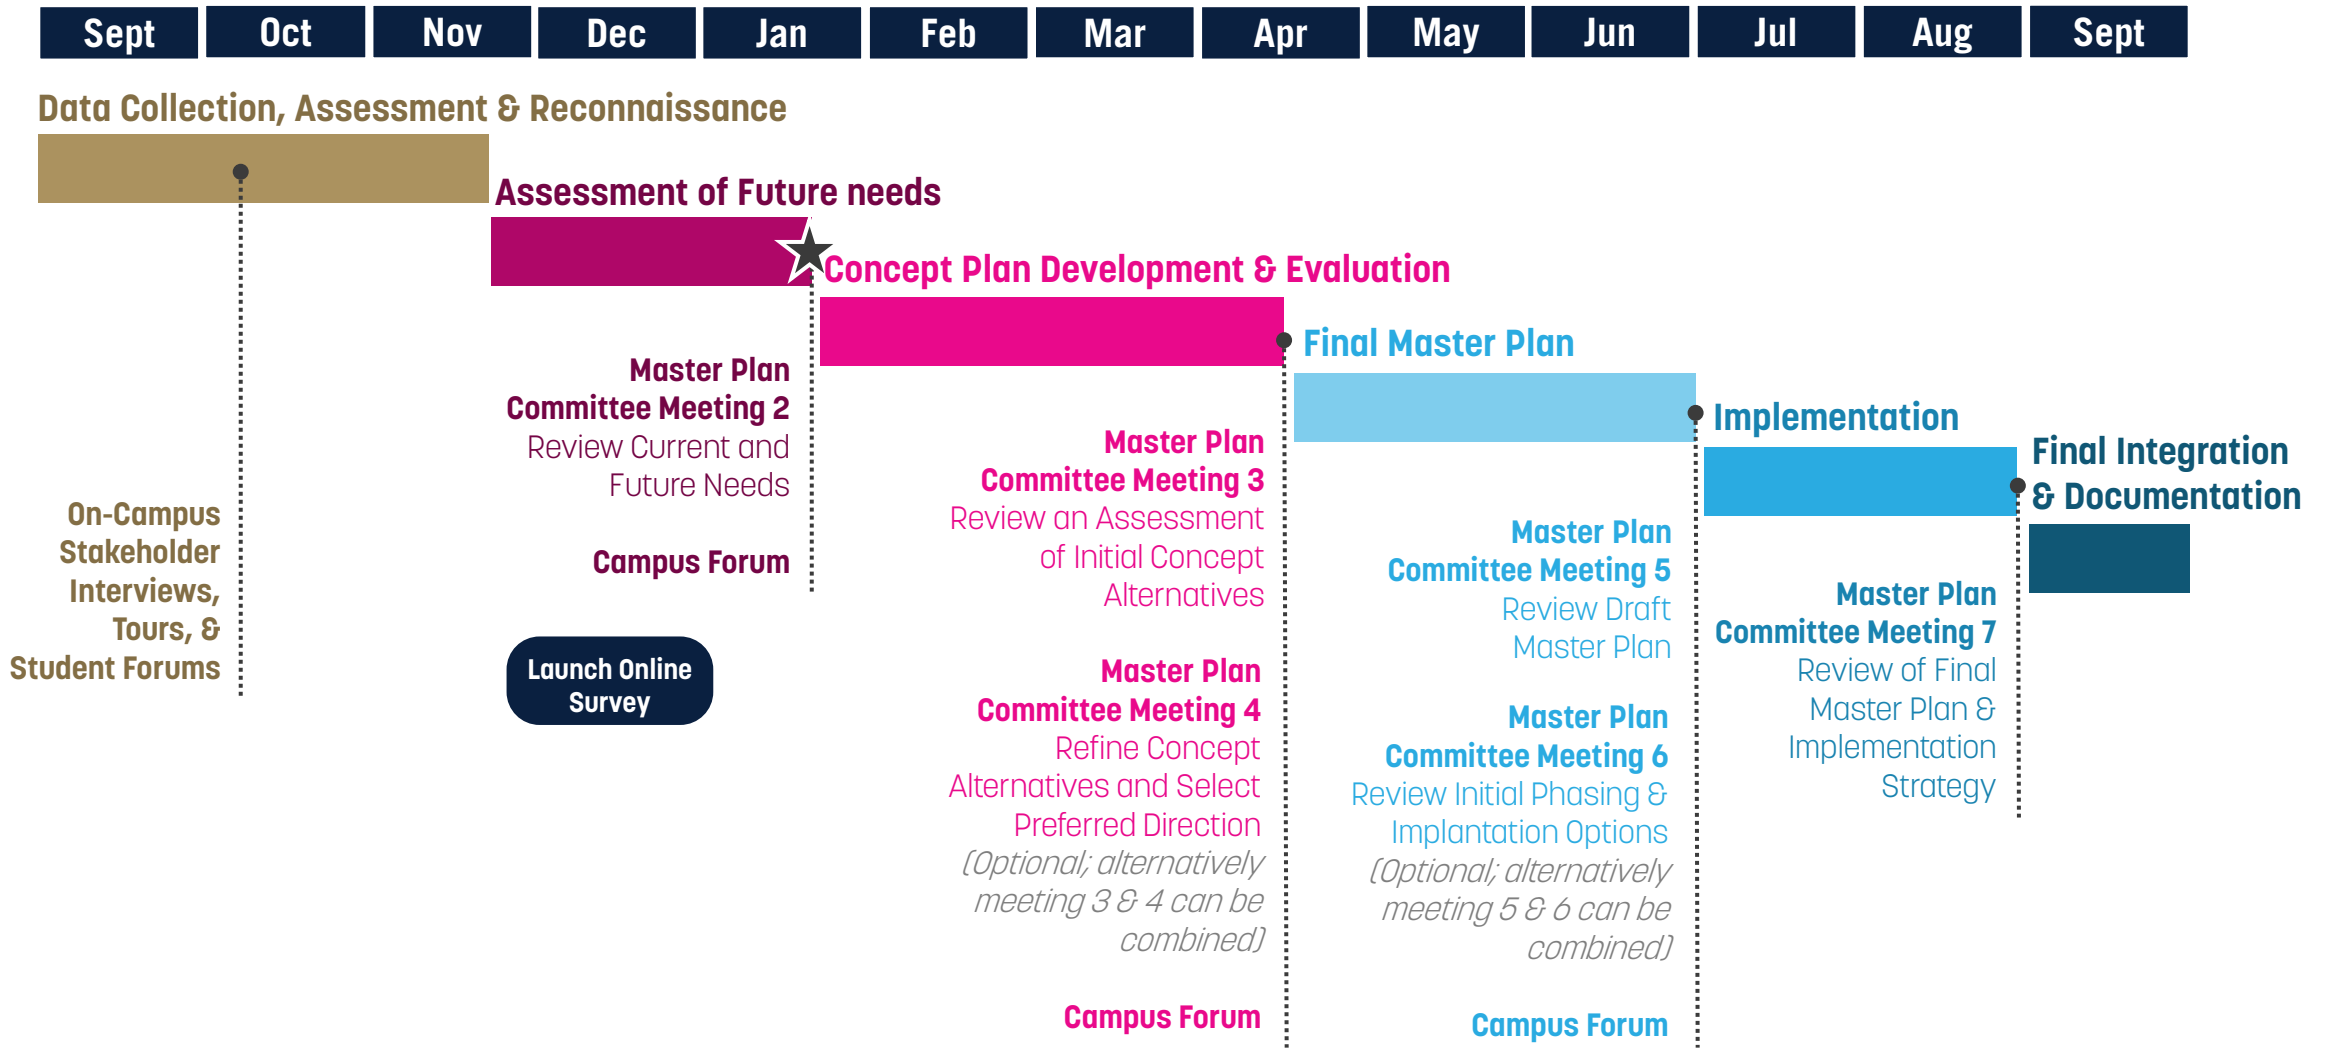 Sept Oct Nov Dec Jan Feb Mar Apr May Jun Jul Aug Sept
Data Collection, Assessment & Reconnaissance
Assessment of Future needs
Concept Plan Development & Evaluation
Final Master Plan
Implementation
Final Integration
& Documentation
On-Campus
Stakeholder
Interviews,
Tours, &
Student Forums
Master Plan
Committee Meeting 2
Review Current and
Future Needs
Campus Forum
Launch Online
Survey
Master Plan
Committee Meeting 3
Review an Assessment
of Initial Concept
Alternatives
Master Plan
Committee Meeting 4
Refine Concept
Alternatives and Select
Preferred Direction
(Optional; alternatively
meeting 3 & 4 can be
combined)
Campus Forum
Master Plan
Committee Meeting 5
Review Draft
Master Plan
Master Plan
Committee Meeting 6
Review Initial Phasing &
Implantation Options
(Optional; alternatively
meeting 5 & 6 can be
combined)
Campus Forum
Master Plan
Committee Meeting 7
Review of Final
Master Plan &
Implementation
Strategy